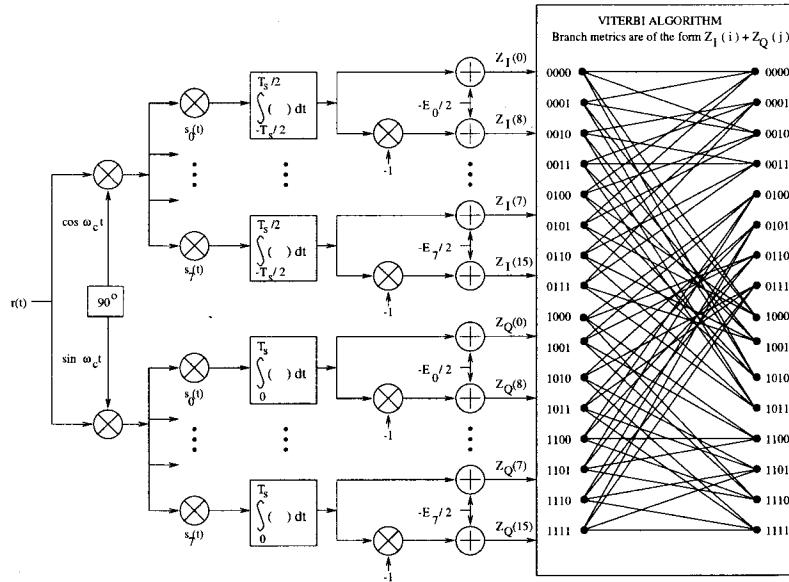 VITERBI ALGORITHM
Branch metrics are of the form Z_I(i) + Z_Q(j)
r(t)
cos ω_c t
90°
sin ω_c t
s_0(t)
T_s/2
∫( ) dt
-T_s/2
-1
-E_0/2
Z_I(0)
Z_I(8)
s_7(t)
T_s/2
∫( ) dt
-T_s/2
-1
-E_7/2
Z_I(7)
Z_I(15)
s_0(t)
T_s
∫( ) dt
0
-1
-E_0/2
Z_Q(0)
Z_Q(8)
s_7(t)
T_s
∫( ) dt
0
-1
-E_7/2
Z_Q(7)
Z_Q(15)
0000 0000
0001 0001
0010 0010
0011 0011
0100 0100
0101 0101
0110 0110
0111 0111
1000 1000
1001 1001
1010 1010
1011 1011
1100 1100
1101 1101
1110 1110
1111 1111